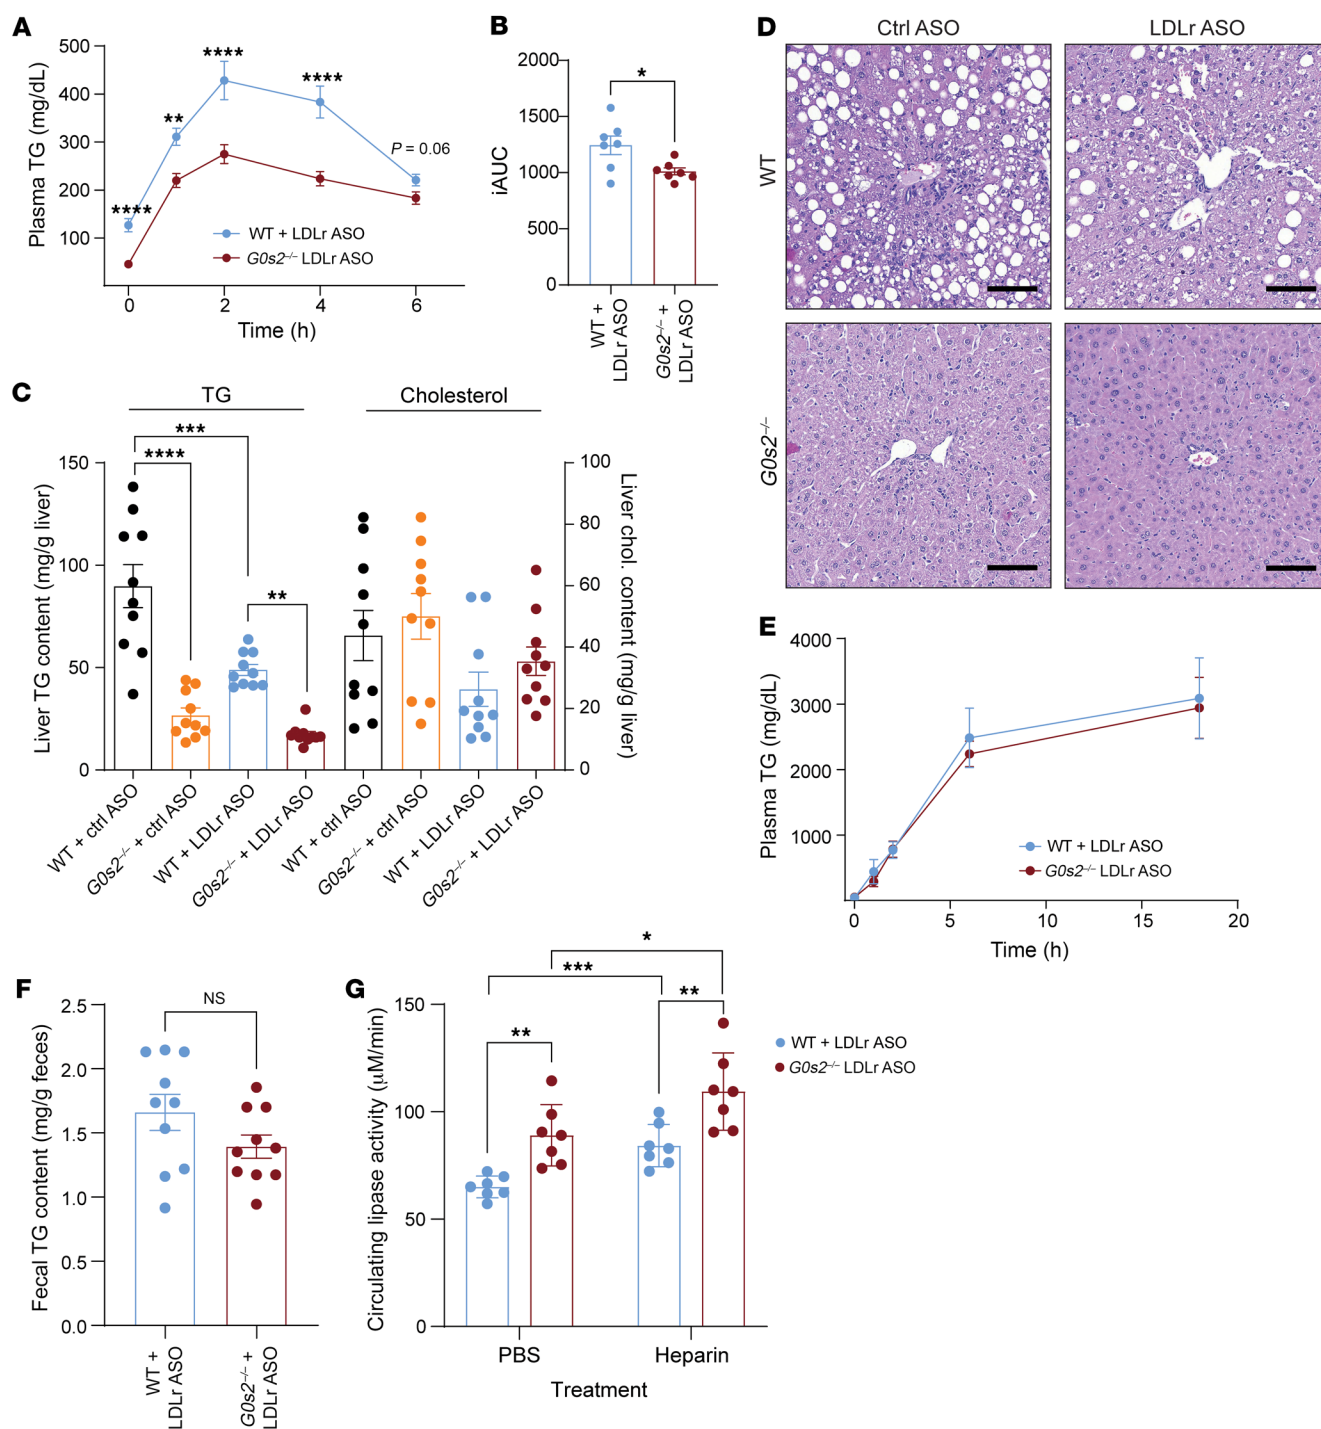 A
Plasma TG (mg/dL)
500
400
300
200
100
****
**
****
****
P = 0.06
WT + LDLr ASO
G0s2–/– LDLr ASO
0
2
4
6
Time (h)
B
iAUC
2000
1500
1000
500
0
*
WT +
LDLr ASO
G0s2–/– +
LDLr ASO
C
TG
Cholesterol
***
****
**
Liver TG content (mg/g liver)
150
100
50
0
Liver chol. content (mg/g liver)
100
80
60
40
20
0
WT + ctrl ASO
G0s2–/– + ctrl ASO
WT + LDLr ASO
G0s2–/– + LDLr ASO
WT + ctrl ASO
G0s2–/– + ctrl ASO
WT + LDLr ASO
G0s2–/– + LDLr ASO
D
Ctrl ASO
LDLr ASO
WT
G0s2–/–
E
Plasma TG (mg/dL)
4000
3000
2000
1000
WT + LDLr ASO
G0s2–/– LDLr ASO
0
5
10
15
20
Time (h)
F
Fecal TG content (mg/g feces)
2.5
2.0
1.5
1.0
0.5
0.0
NS
WT +
LDLr ASO
G0s2–/– +
LDLr ASO
G
Circulating lipase activity (μM/min)
150
100
50
0
*
***
**
**
WT + LDLr ASO
G0s2–/– LDLr ASO
PBS
Heparin
Treatment